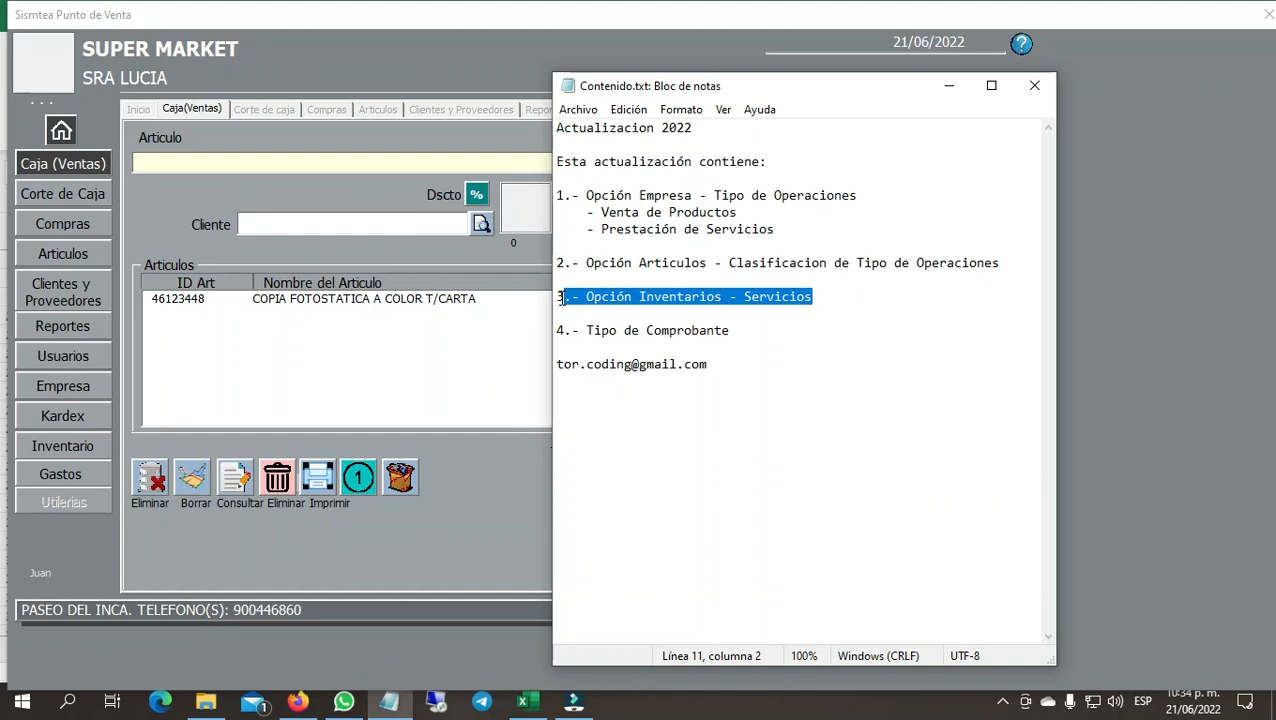 Sismtea Punto de Venta
SUPER MARKET
SRA LUCIA
21/06/2022
?
. . .
Inicio
Caja(Ventas)
Corte de caja
Compras
Articulos
Clientes y Proveedores
Repor
Caja (Ventas)
Corte de Caja
Compras
Articulos
Clientes y
Proveedores
Reportes
Usuarios
Empresa
Kardex
Inventario
Gastos
Utilerias
Juan
Articulo
Dscto
%
Cliente
0
Articulos
ID Art
Nombre del Articulo
46123448
COPIA FOTOSTATICA A COLOR T/CARTA
1
Eliminar
Borrar
Consultar
Eliminar
Imprimir
PASEO DEL INCA. TELEFONO(S): 900446860
Contenido.txt: Bloc de notas
Archivo
Edición
Formato
Ver
Ayuda
Actualizacion 2022
Esta actualización contiene:
1.- Opción Empresa - Tipo de Operaciones
- Venta de Productos
- Prestación de Servicios
2.- Opción Articulos - Clasificacion de Tipo de Operaciones
3.- Opción Inventarios - Servicios
4.- Tipo de Comprobante
tor.coding@gmail.com
Línea 11, columna 2
100%
Windows (CRLF)
UTF-8
1
ESP
10:34 p. m.
21/06/2022